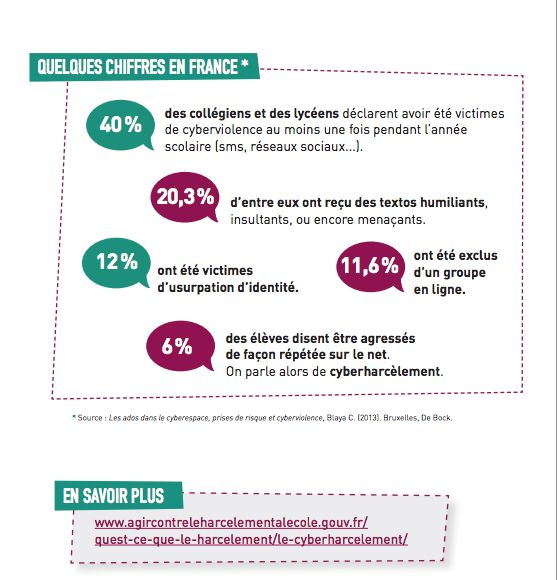 QUELQUES CHIFFRES EN FRANCE *
40 %
des collégiens et des lycéens déclarent avoir été victimes
de cyberviolence au moins une fois pendant l'année
scolaire (sms, réseaux sociaux...).
20,3 %
d'entre eux ont reçu des textos humiliants,
insultants, ou encore menaçants.
12 %
ont été victimes
d'usurpation d'identité.
11,6 %
ont été exclus
d'un groupe
en ligne.
6 %
des élèves disent être agressés
de façon répétée sur le net.
On parle alors de cyberharcèlement.
* Source : Les ados dans le cyberespace, prises de risque et cyberviolence, Blaya C. (2013). Bruxelles, De Bock.
EN SAVOIR PLUS
www.agircontreleharcelementalecole.gouv.fr/
quest-ce-que-le-harcelement/le-cyberharcelement/